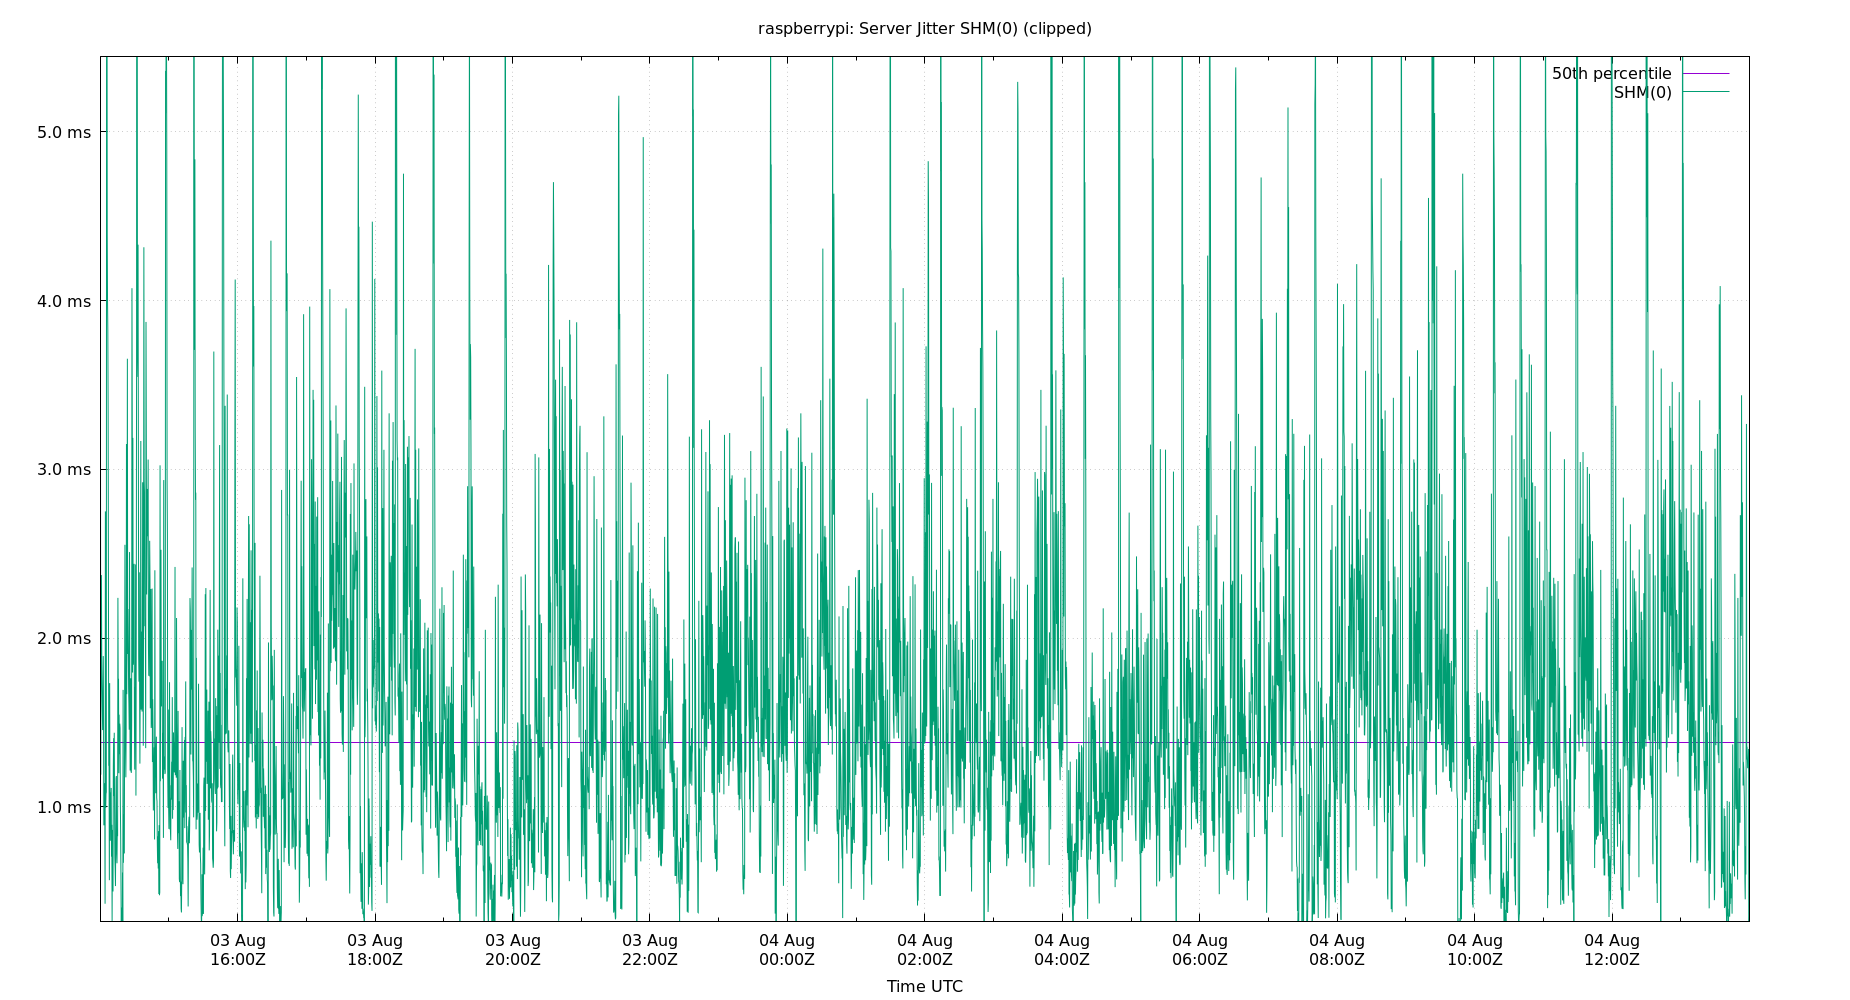 raspberrypi: Server Jitter SHM(0) (clipped)
50th percentile
SHM(0)
5.0 ms
4.0 ms
3.0 ms
2.0 ms
1.0 ms
03 Aug 03 Aug 03 Aug 03 Aug 04 Aug 04 Aug 04 Aug 04 Aug 04 Aug 04 Aug 04 Aug
16:00Z 18:00Z 20:00Z 22:00Z 00:00Z 02:00Z 04:00Z 06:00Z 08:00Z 10:00Z 12:00Z
Time UTC